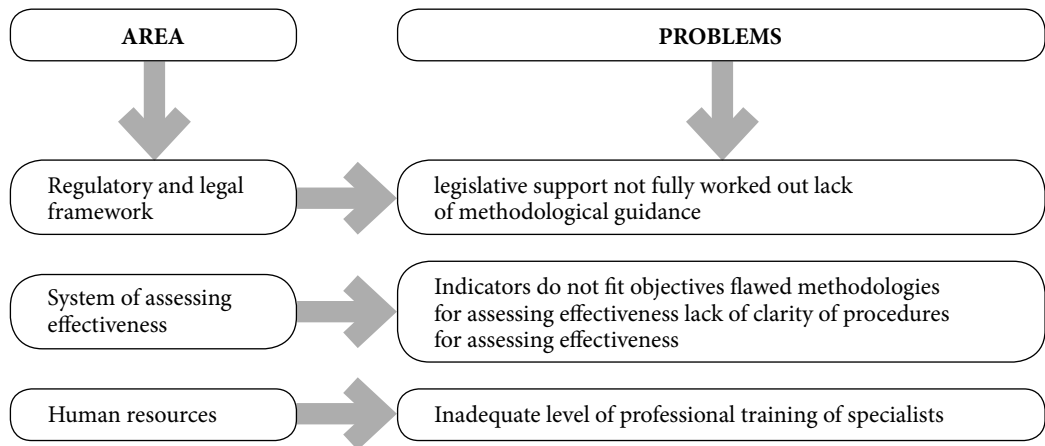 AREA
PROBLEMS
Regulatory and legal
framework
legislative support not fully worked out lack
of methodological guidance
System of assessing
effectiveness
Indicators do not fit objectives flawed methodologies
for assessing effectiveness lack of clarity of procedures
for assessing effectiveness
Human resources
Inadequate level of professional training of specialists